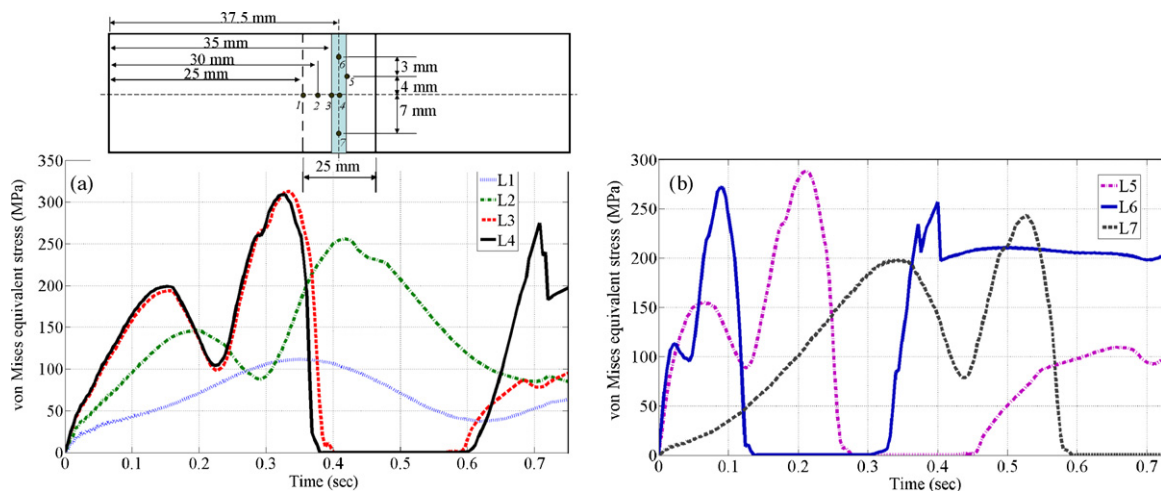 37.5 mm
35 mm
30 mm
25 mm
6
3 mm
5
4 mm
1 2 3 4
7 mm
7
25 mm
(a)
L1
L2
L3
L4
von Mises equivalent stress (MPa)
350
300
250
200
150
100
50
0
0 0.1 0.2 0.3 0.4 0.5 0.6 0.7
Time (sec)
(b)
L5
L6
L7
von Mises equivalent stress (MPa)
300
250
200
150
100
50
0
0 0.1 0.2 0.3 0.4 0.5 0.6 0.7
Time (sec)